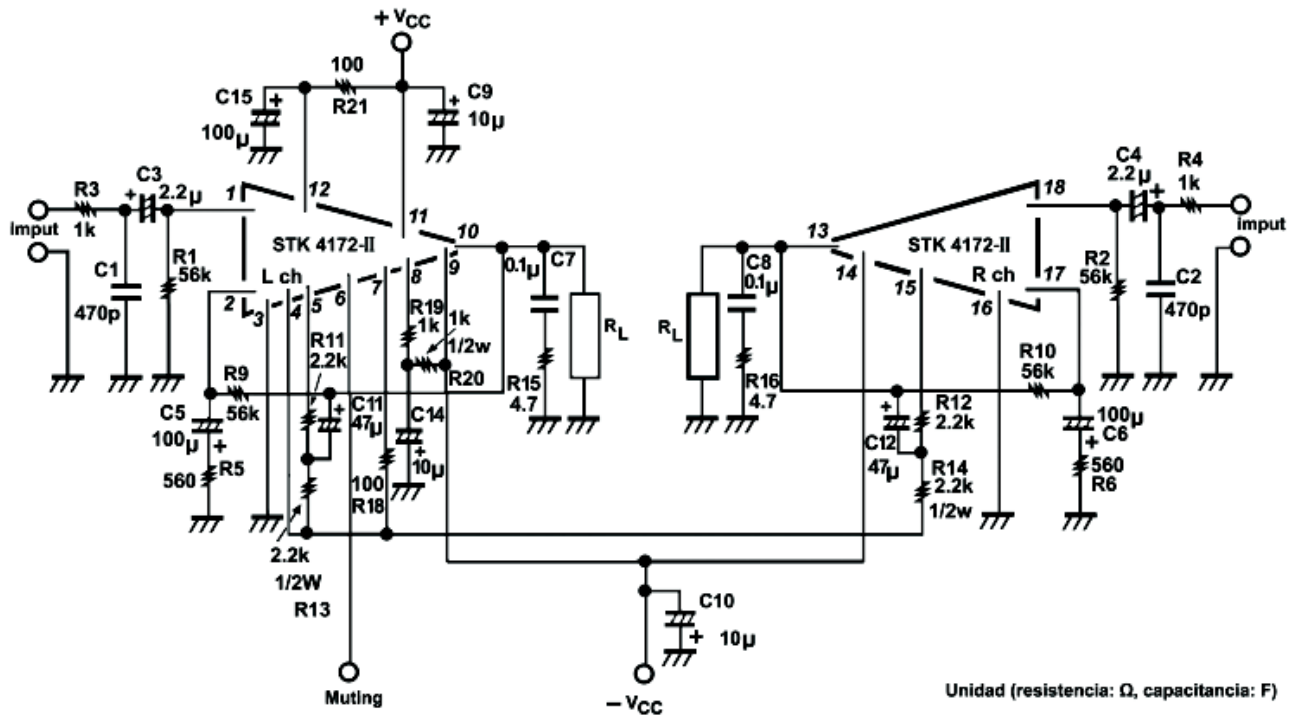 + VCC
100
R21
C15
100µ
C9
10µ
C3
2.2µ
R3
1k
Imput
C1
470p
R1
56k
1
12
11
10
STK 4172-II
L ch
2
3
4
5
6
7
8
9
0.1µ
C7
RL
R15
4.7
R11
2.2k
R19
1k
1k
1/2w
R20
R9
56k
C5
100µ
R5
560
C11
47µ
C14
10µ
100
R18
2.2k
1/2W
R13
Muting
− VCC
C10
10µ
13
14
15
16
17
18
STK 4172-II
R ch
C8
0.1µ
RL
R16
4.7
C4
2.2µ
R4
1k
imput
R2
56k
C2
470p
R10
56k
C12
47µ
R12
2.2k
R14
2.2k
1/2w
100µ
C6
560
R6
Unidad (resistencia: Ω, capacitancia: F)